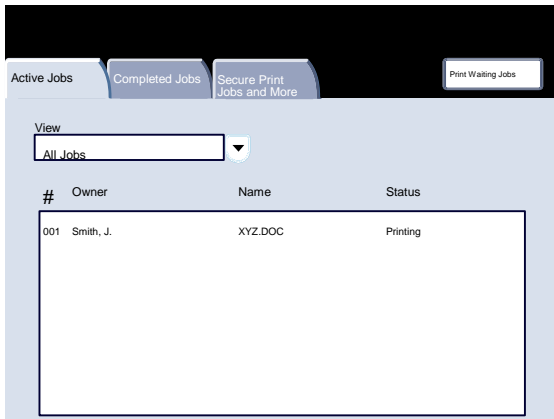 Active Jobs
Completed Jobs
Secure Print
Jobs and More
Print Waiting Jobs
View
All Jobs
# Owner Name Status
001 Smith, J. XYZ.DOC Printing